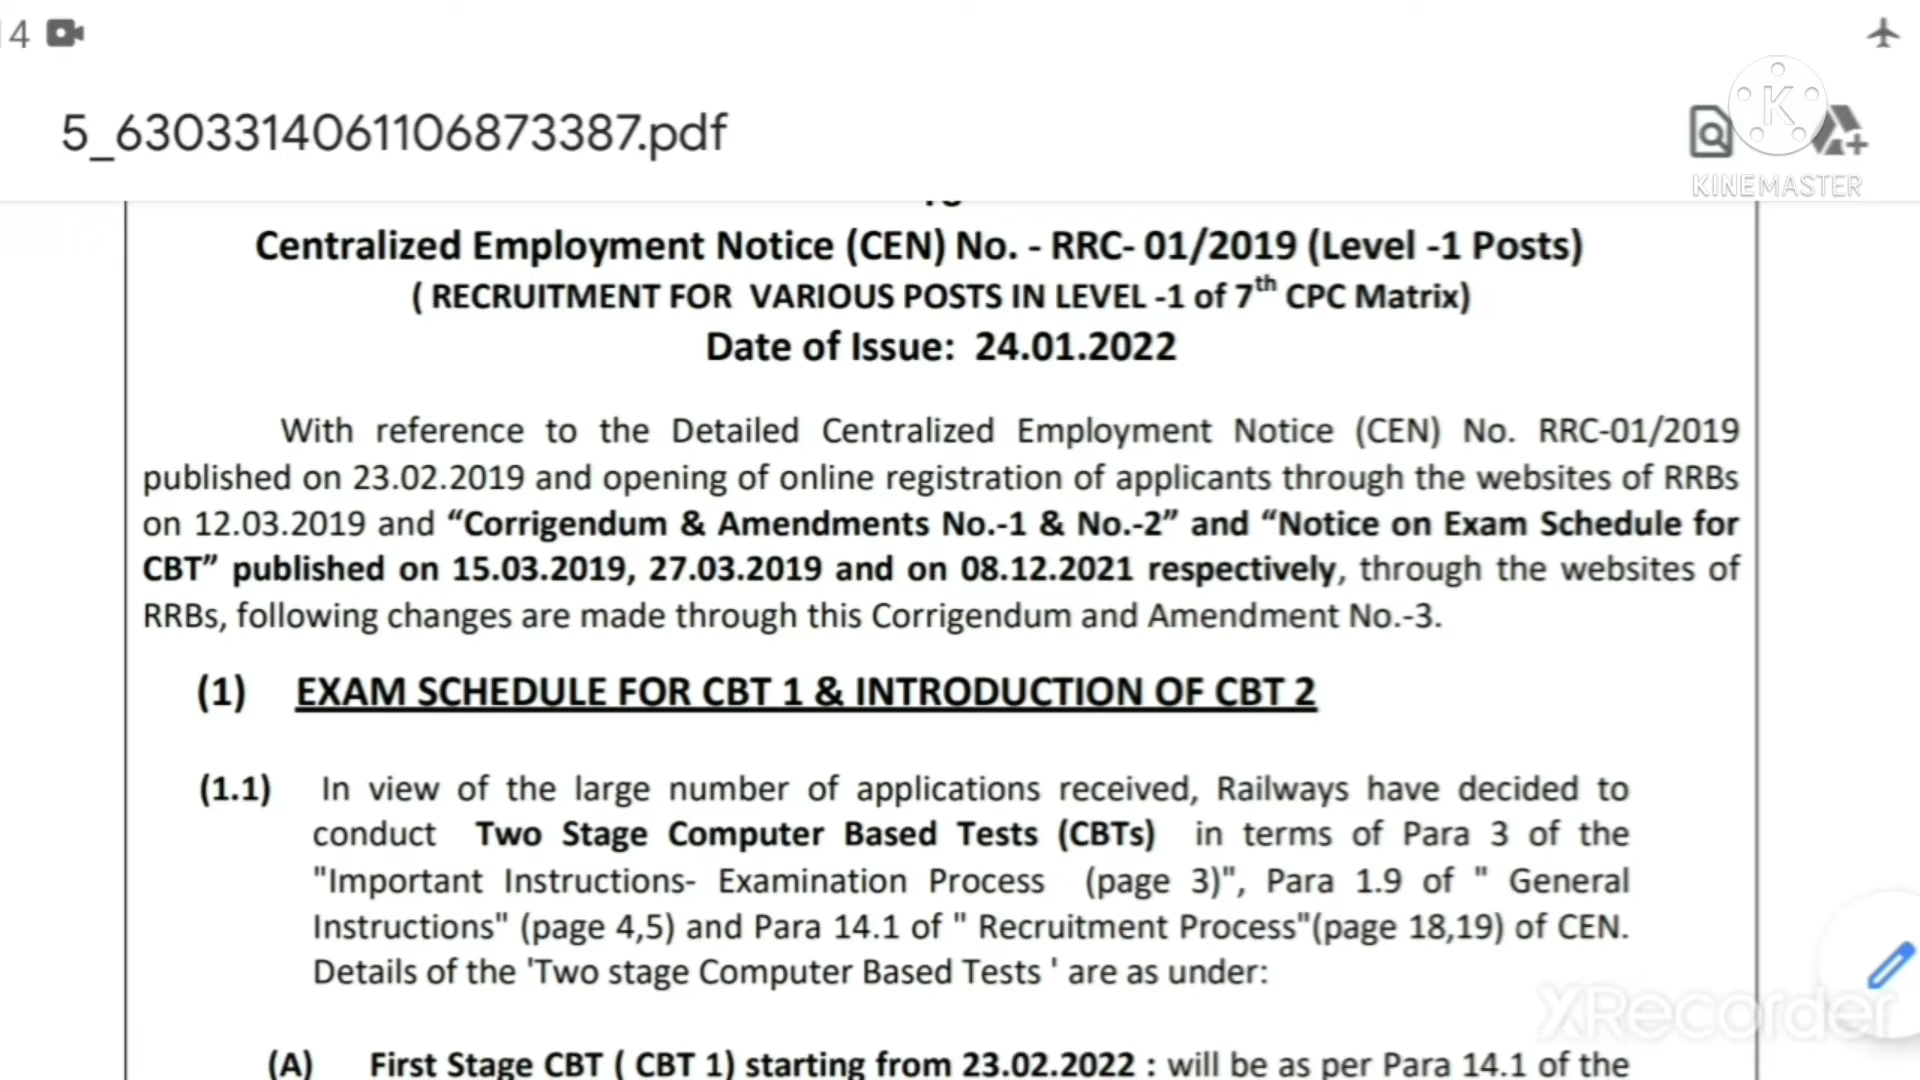 14
5_6303314061106873387.pdf
K
KINEMASTER
Centralized Employment Notice (CEN) No. - RRC- 01/2019 (Level -1 Posts)
( RECRUITMENT FOR VARIOUS POSTS IN LEVEL -1 of 7th CPC Matrix)
Date of Issue: 24.01.2022
With reference to the Detailed Centralized Employment Notice (CEN) No. RRC-01/2019
published on 23.02.2019 and opening of online registration of applicants through the websites of RRBs
on 12.03.2019 and “Corrigendum & Amendments No.-1 & No.-2” and “Notice on Exam Schedule for
CBT” published on 15.03.2019, 27.03.2019 and on 08.12.2021 respectively, through the websites of
RRBs, following changes are made through this Corrigendum and Amendment No.-3.
(1) EXAM SCHEDULE FOR CBT 1 & INTRODUCTION OF CBT 2
(1.1) In view of the large number of applications received, Railways have decided to
conduct Two Stage Computer Based Tests (CBTs) in terms of Para 3 of the
"Important Instructions- Examination Process (page 3)", Para 1.9 of " General
Instructions" (page 4,5) and Para 14.1 of " Recruitment Process"(page 18,19) of CEN.
Details of the 'Two stage Computer Based Tests ' are as under:
XRecorder
(A) First Stage CBT ( CBT 1) starting from 23.02.2022 : will be as per Para 14.1 of the